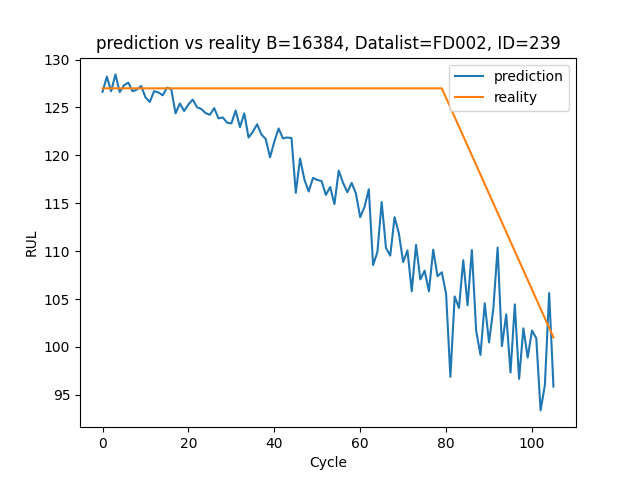 prediction vs reality B=16384, Datalist=FD002, ID=239
prediction
reality
130
125
120
115
110
105
100
95
RUL
0
20
40
60
80
100
Cycle